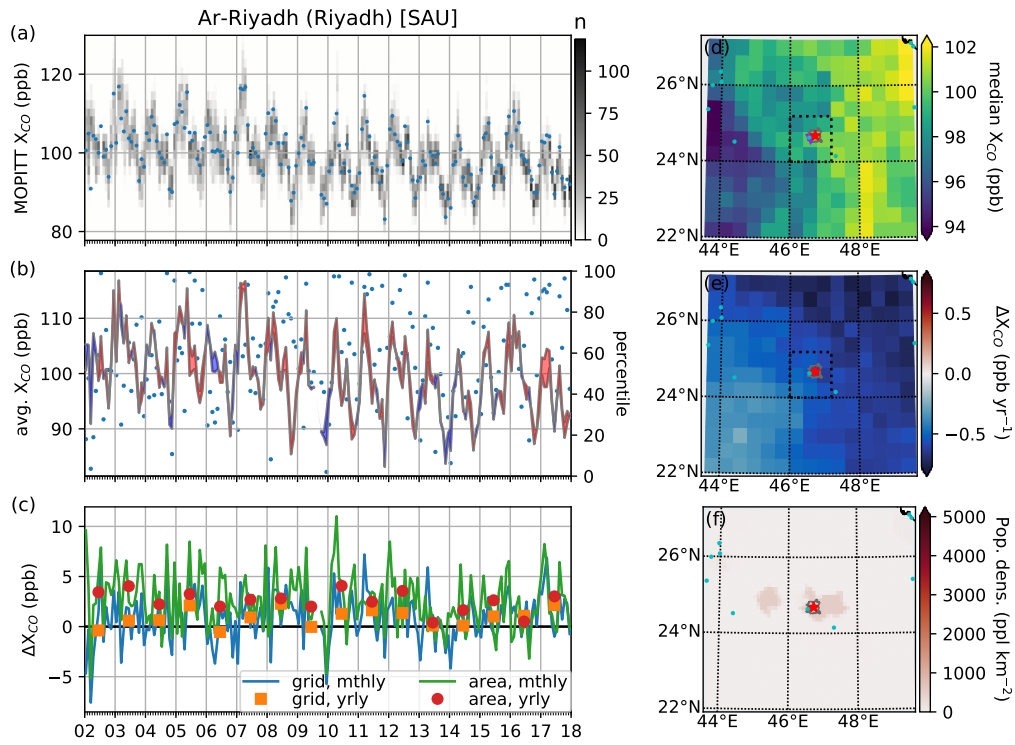 Ar-Riyadh (Riyadh) [SAU]
(a)
MOPITT X_CO (ppb)
120
100
80
n
100
75
50
25
0
(b)
avg. X_CO (ppb)
110
100
90
100
80
60
40
20
0
percentile
(c)
ΔX_CO (ppb)
10
5
0
−5
grid, mthly
area, mthly
grid, yrly
area, yrly
02 03 04 05 06 07 08 09 10 11 12 13 14 15 16 17 18
(d)
26°N
24°N
22°N
44°E 46°E 48°E
102
100
98
96
94
median X_CO (ppb)
(e)
26°N
24°N
22°N
44°E 46°E 48°E
0.5
0.0
−0.5
ΔX_CO (ppb yr⁻¹)
(f)
26°N
24°N
22°N
44°E 46°E 48°E
5000
4000
3000
2000
1000
0
Pop. dens. (ppl km⁻²)